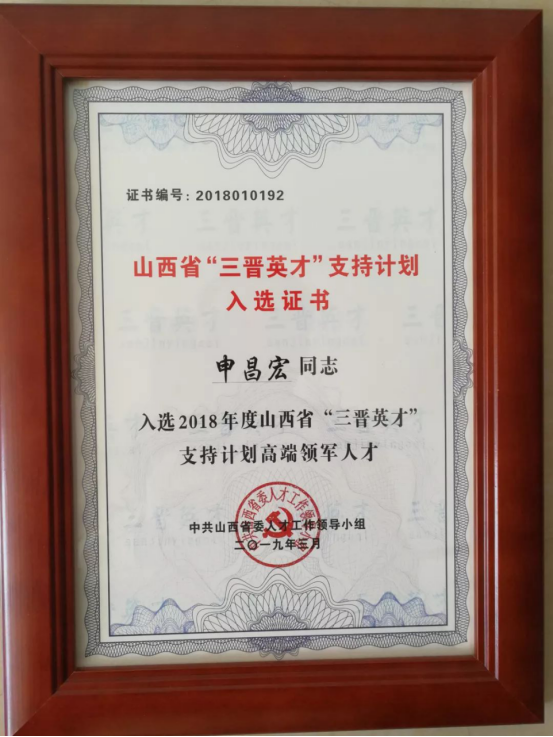 证书编号：2018010192
山西省“三晋英才”支持计划
入选证书
申昌宏 同志
入选2018年度山西省“三晋英才”
支持计划高端领军人才
中共山西省委人才工作领导小组
二〇一九年三月